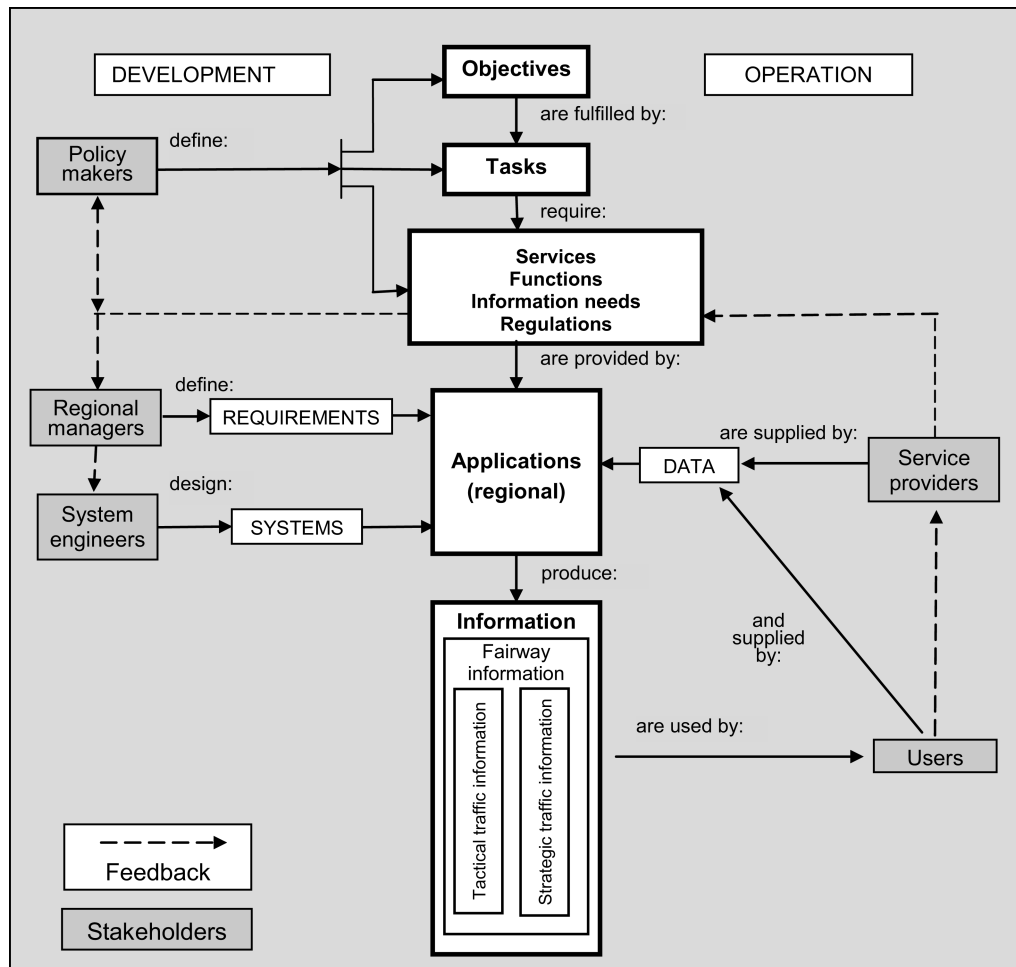 DEVELOPMENT
Objectives
OPERATION
are fulfilled by:
define:
Policy
makers
Tasks
require:
Services
Functions
Information needs
Regulations
are provided by:
define:
Regional
managers
REQUIREMENTS
Applications
(regional)
are supplied by:
DATA
Service
providers
design:
System
engineers
SYSTEMS
produce:
Information
Fairway
information
Tactical traffic information
Strategic traffic information
and
supplied
by:
are used by:
Users
Feedback
Stakeholders